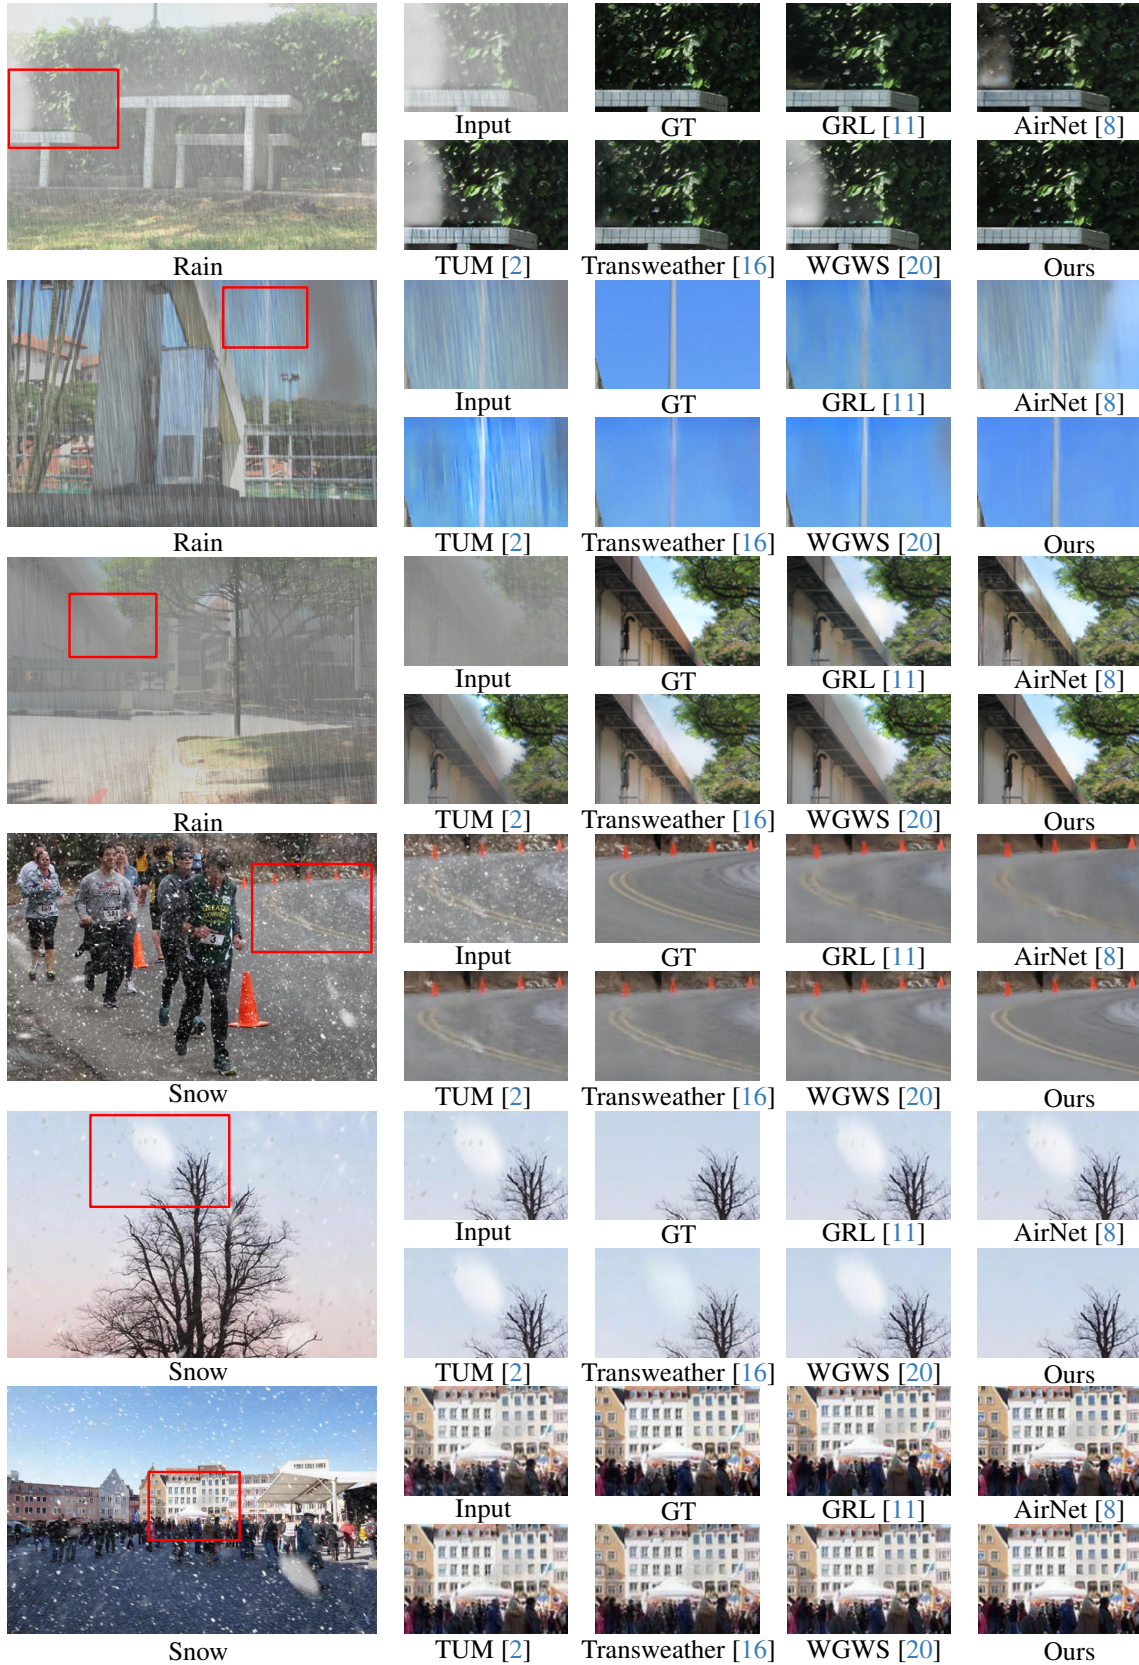 Input GT GRL [11] AirNet [8]
Rain TUM [2] Transweather [16] WGWS [20] Ours
Input GT GRL [11] AirNet [8]
Rain TUM [2] Transweather [16] WGWS [20] Ours
Input GT GRL [11] AirNet [8]
Rain TUM [2] Transweather [16] WGWS [20] Ours
Input GT GRL [11] AirNet [8]
Snow TUM [2] Transweather [16] WGWS [20] Ours
Input GT GRL [11] AirNet [8]
Snow TUM [2] Transweather [16] WGWS [20] Ours
Input GT GRL [11] AirNet [8]
Snow TUM [2] Transweather [16] WGWS [20] Ours